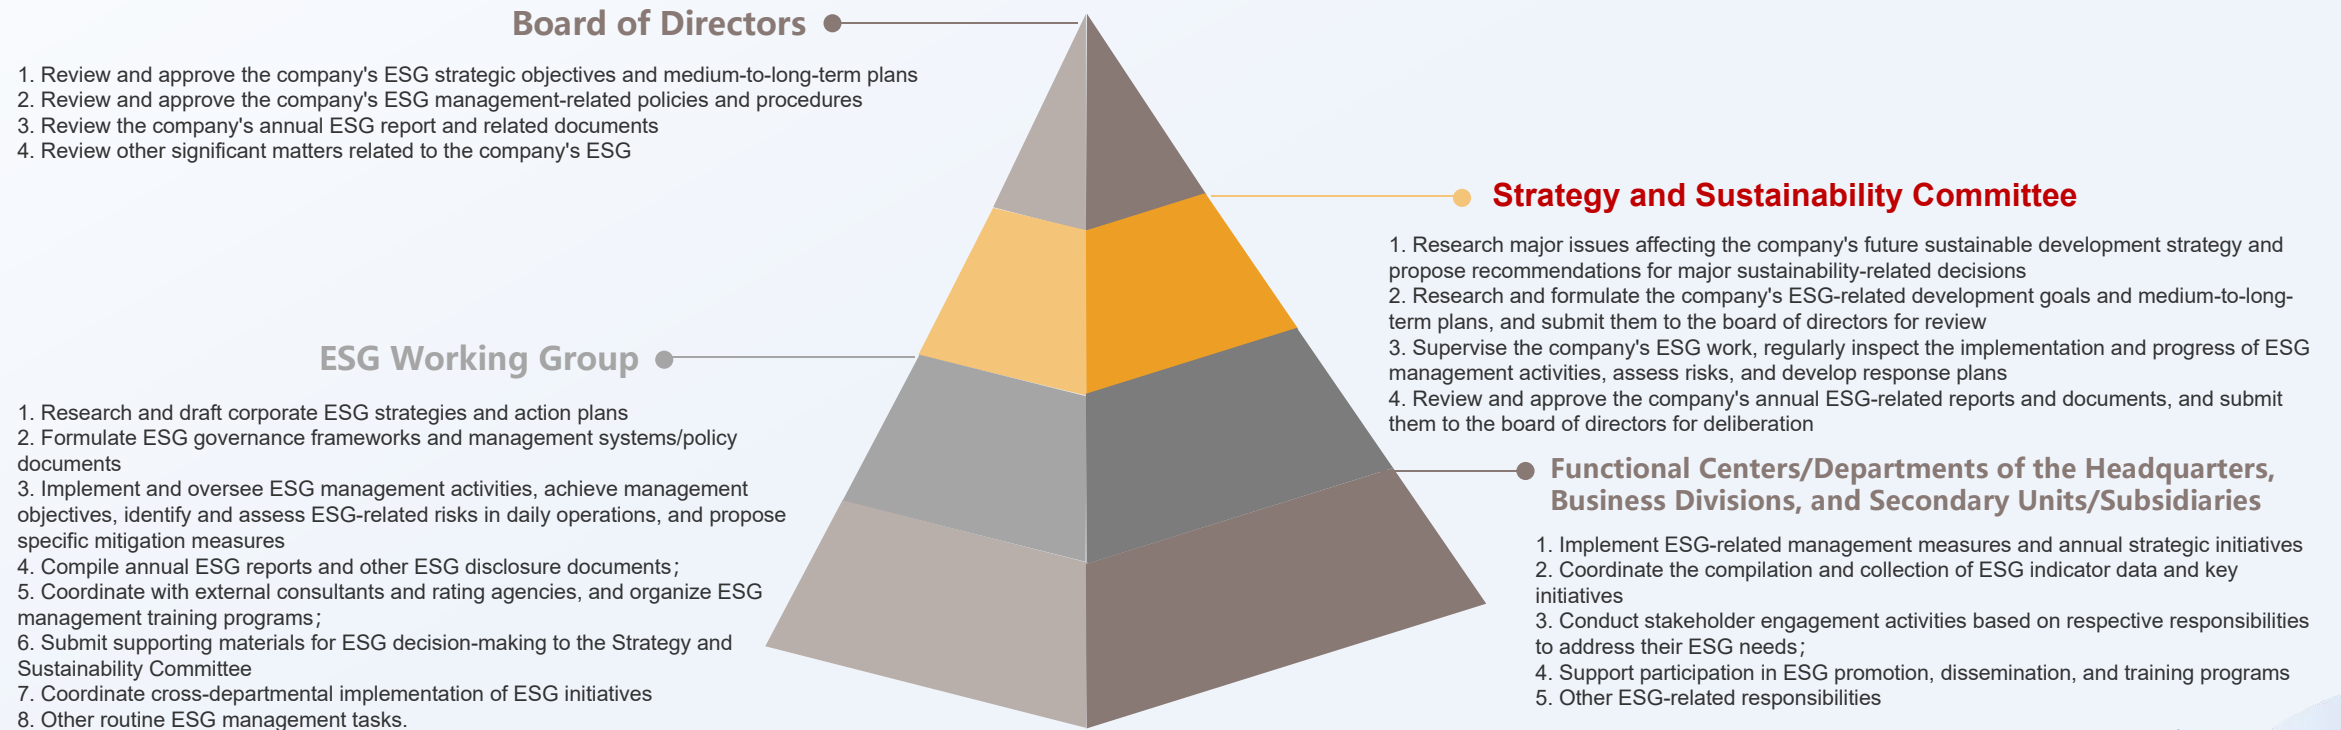 Board of Directors
1. Review and approve the company's ESG strategic objectives and medium-to-long-term plans
2. Review and approve the company's ESG management-related policies and procedures
3. Review the company's annual ESG report and related documents
4. Review other significant matters related to the company's ESG
Strategy and Sustainability Committee
1. Research major issues affecting the company's future sustainable development strategy and
propose recommendations for major sustainability-related decisions
2. Research and formulate the company's ESG-related development goals and medium-to-long-
term plans, and submit them to the board of directors for review
3. Supervise the company's ESG work, regularly inspect the implementation and progress of ESG
management activities, assess risks, and develop response plans
4. Review and approve the company's annual ESG-related reports and documents, and submit
them to the board of directors for deliberation
ESG Working Group
1. Research and draft corporate ESG strategies and action plans
2. Formulate ESG governance frameworks and management systems/policy
documents
3. Implement and oversee ESG management activities, achieve management
objectives, identify and assess ESG-related risks in daily operations, and propose
specific mitigation measures
4. Compile annual ESG reports and other ESG disclosure documents；
5. Coordinate with external consultants and rating agencies, and organize ESG
management training programs；
6. Submit supporting materials for ESG decision-making to the Strategy and
Sustainability Committee
7. Coordinate cross-departmental implementation of ESG initiatives
8. Other routine ESG management tasks.
Functional Centers/Departments of the Headquarters,
Business Divisions, and Secondary Units/Subsidiaries
1. Implement ESG-related management measures and annual strategic initiatives
2. Coordinate the compilation and collection of ESG indicator data and key
initiatives
3. Conduct stakeholder engagement activities based on respective responsibilities
to address their ESG needs；
4. Support participation in ESG promotion, dissemination, and training programs
5. Other ESG-related responsibilities